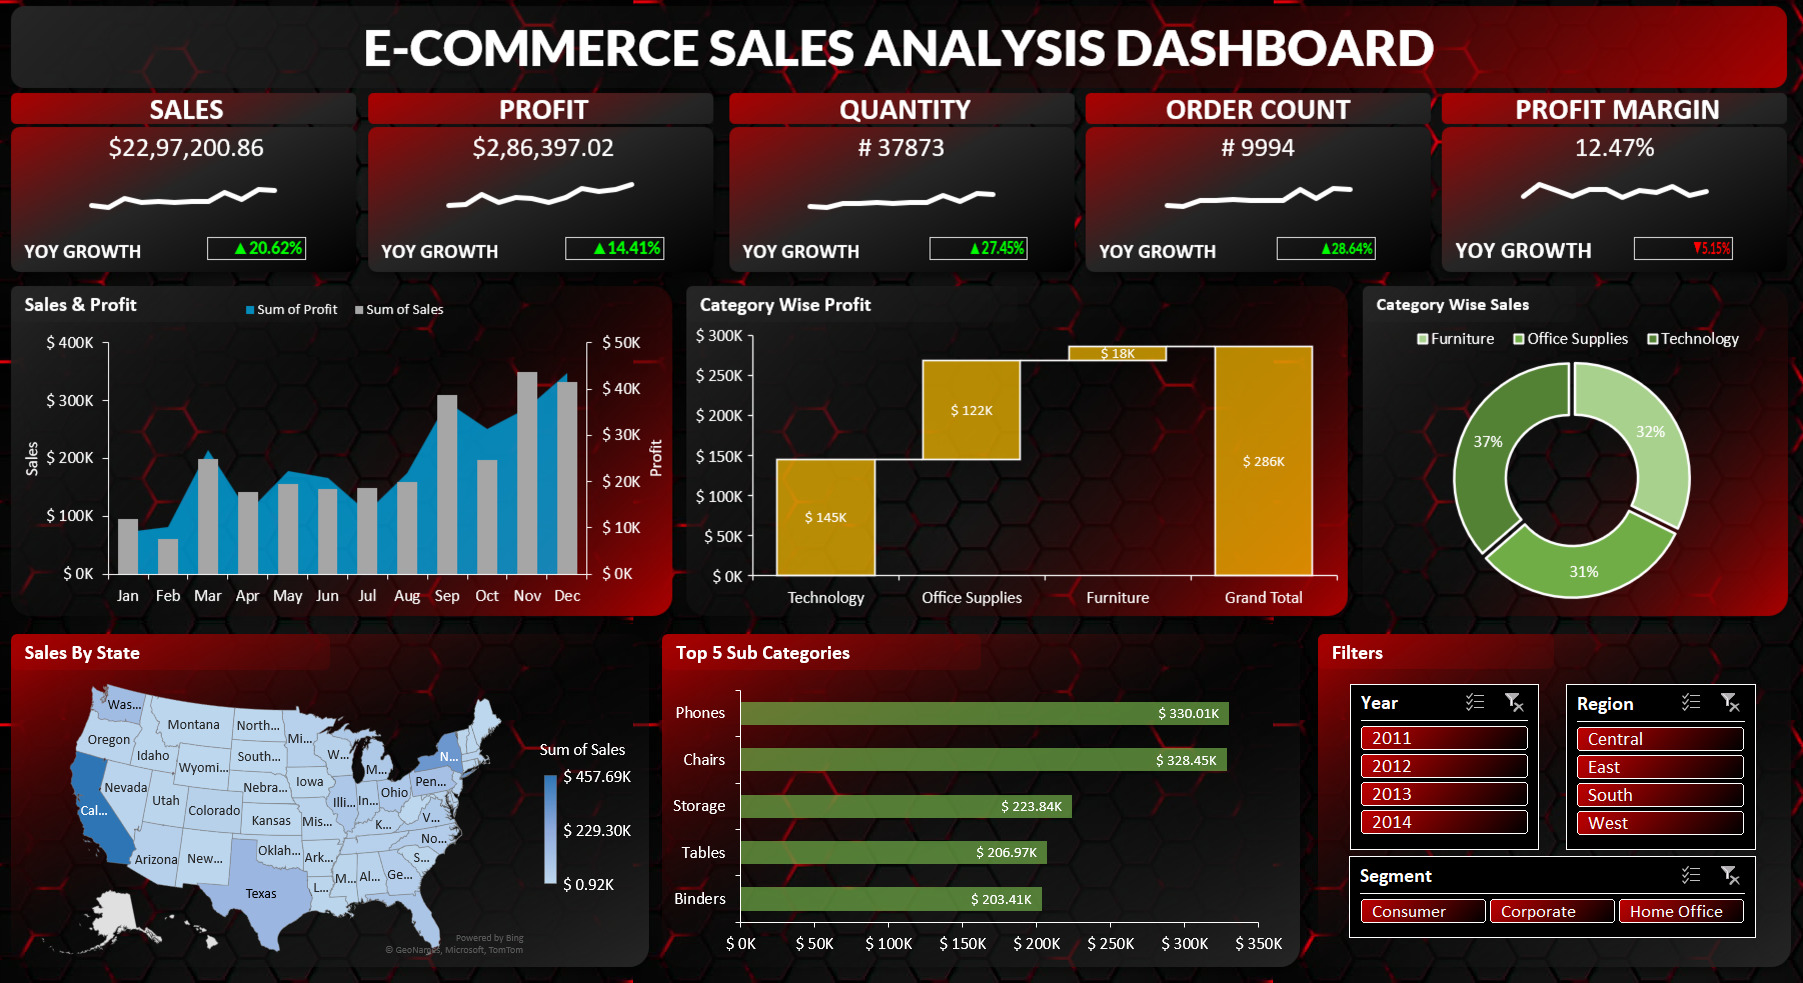 E-COMMERCE SALES ANALYSIS DASHBOARD
SALES
$22,97,200.86
YOY GROWTH
▲20.62%
PROFIT
$2,86,397.02
YOY GROWTH
▲14.41%
QUANTITY
# 37873
YOY GROWTH
▲27.45%
ORDER COUNT
# 9994
YOY GROWTH
▲28.64%
PROFIT MARGIN
12.47%
YOY GROWTH
▼5.15%
Sales & Profit
Sum of Profit
Sum of Sales
$ 400K
$ 300K
$ 200K
$ 100K
$ 0K
Sales
$ 50K
$ 40K
$ 30K
$ 20K
$ 10K
$ 0K
Profit
Jan Feb Mar Apr May Jun Jul Aug Sep Oct Nov Dec
Category Wise Profit
$ 300K
$ 250K
$ 200K
$ 150K
$ 100K
$ 50K
$ 0K
$ 145K
$ 122K
$ 18K
$ 286K
Technology Office Supplies Furniture Grand Total
Category Wise Sales
Furniture Office Supplies Technology
37%
32%
31%
Sales By State
Was...
Montana
North...
Mi...
Oregon
Idaho
South...
W...
N...
Wyomi...
M...
Pen...
Nevada
Nebra...
Iowa
Ohio
Utah
Colorado
Illi...
In...
Cal...
Kansas
Mis...
K...
V...
No...
Arizona
New...
Oklah...
Ark...
S...
Texas
L...
M...
Al...
Ge...
Sum of Sales
$ 457.69K
$ 229.30K
$ 0.92K
Powered by Bing
© GeoNames, Microsoft, TomTom
Top 5 Sub Categories
Phones
$ 330.01K
Chairs
$ 328.45K
Storage
$ 223.84K
Tables
$ 206.97K
Binders
$ 203.41K
$ 0K $ 50K $ 100K $ 150K $ 200K $ 250K $ 300K $ 350K
Filters
Year
2011
2012
2013
2014
Region
Central
East
South
West
Segment
Consumer
Corporate
Home Office